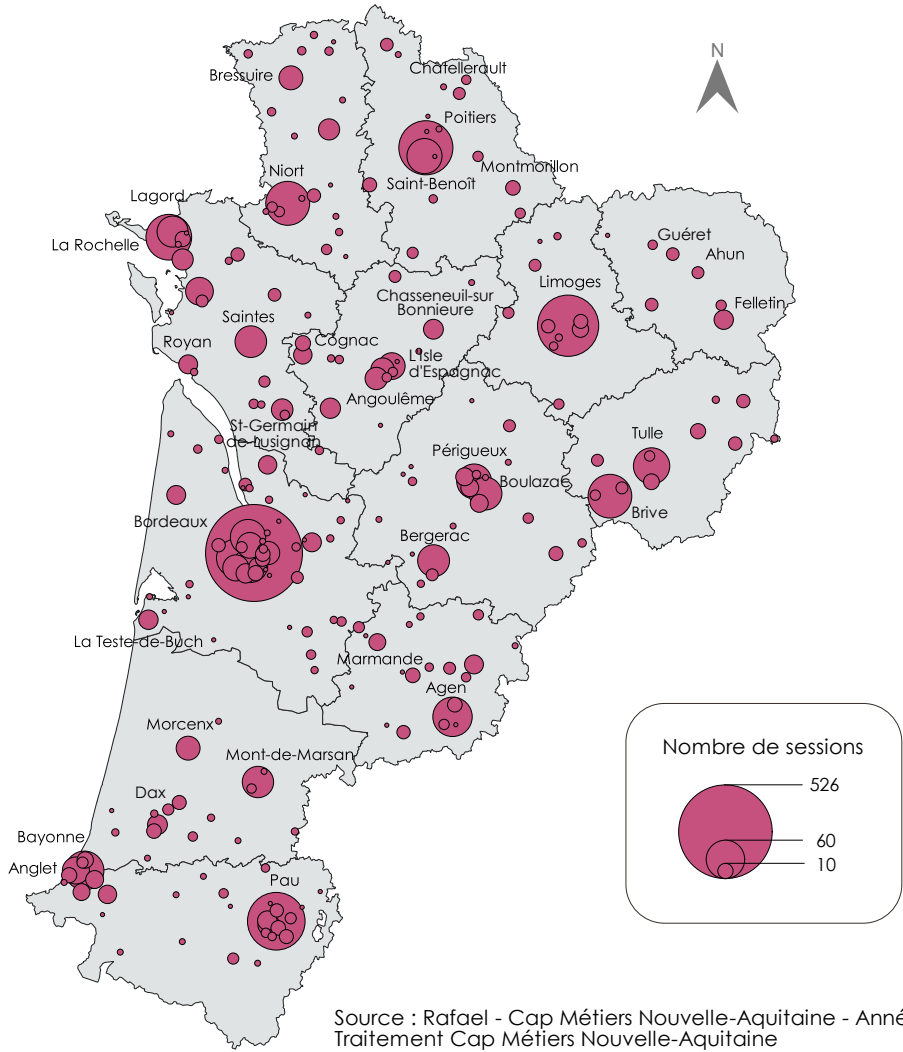 N
Bressuire
Châtellerault
Poitiers
Saint-Benoît
Montmorillon
Niort
Lagord
La Rochelle
Guéret
Ahun
Felletin
Limoges
Chasseneuil-sur
Bonnieure
Saintes
Cognac
Royan
L'Isle
d'Espagnac
Angoulême
St-Germain
de-Lusignan
Périgueux
Boulazac
Tulle
Brive
Bordeaux
Bergerac
La Teste-de-Buch
Marmande
Agen
Morcenx
Mont-de-Marsan
Dax
Bayonne
Anglet
Pau
Nombre de sessions
526
60
10
Source : Rafael - Cap Métiers Nouvelle-Aquitaine - Anné
Traitement Cap Métiers Nouvelle-Aquitaine